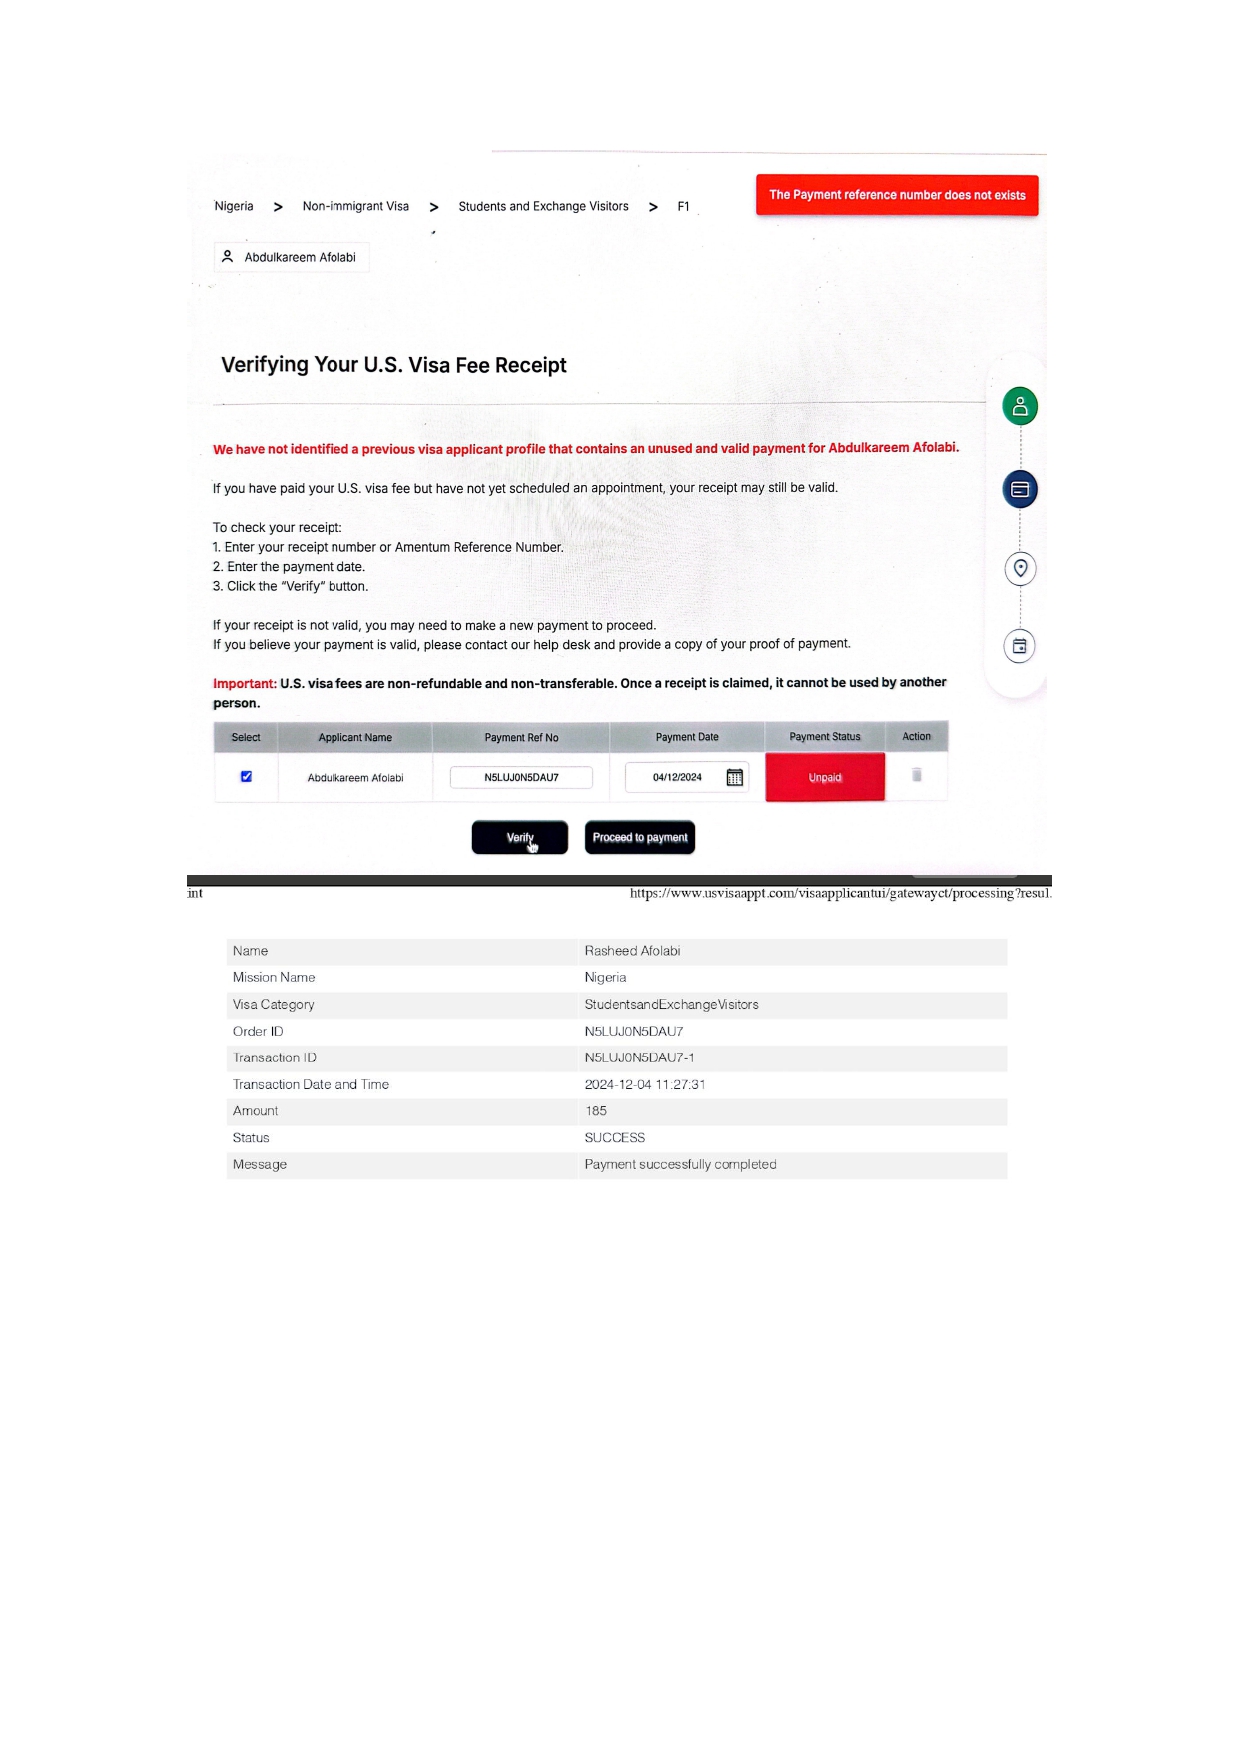 The Payment reference number does not exists
Nigeria > Non-immigrant Visa > Students and Exchange Visitors > F1
Abdulkareem Afolabi
Verifying Your U.S. Visa Fee Receipt
We have not identified a previous visa applicant profile that contains an unused and valid payment for Abdulkareem Afolabi.
If you have paid your U.S. visa fee but have not yet scheduled an appointment, your receipt may still be valid.
To check your receipt:
1. Enter your receipt number or Amentum Reference Number.
2. Enter the payment date.
3. Click the “Verify” button.
If your receipt is not valid, you may need to make a new payment to proceed.
If you believe your payment is valid, please contact our help desk and provide a copy of your proof of payment.
Important: U.S. visa fees are non-refundable and non-transferable. Once a receipt is claimed, it cannot be used by another
person.
Select Applicant Name Payment Ref No Payment Date Payment Status Action
Abdulkareem Afolabi N5LUJ0N5DAU7 04/12/2024 Unpaid
Verify Proceed to payment
int https://www.usvisaappt.com/visaapplicantui/gatewayct/processing?resul.
Name Rasheed Afolabi
Mission Name Nigeria
Visa Category StudentsandExchangeVisitors
Order ID N5LUJ0N5DAU7
Transaction ID N5LUJ0N5DAU7-1
Transaction Date and Time 2024-12-04 11:27:31
Amount 185
Status SUCCESS
Message Payment successfully completed